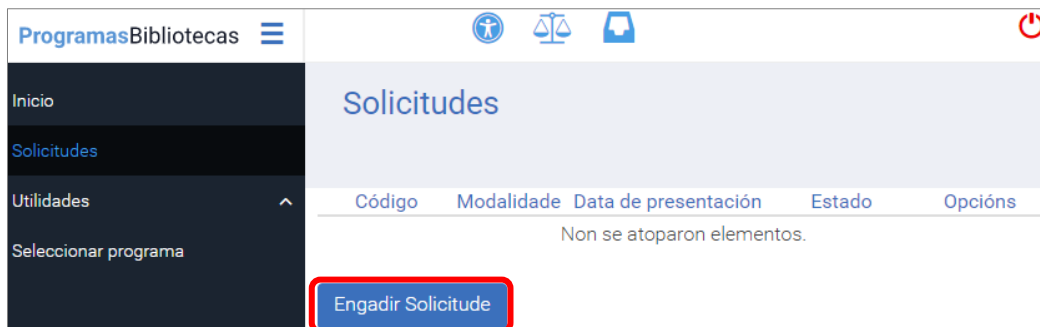 ProgramasBibliotecas
Inicio
Solicitudes
Utilidades
Seleccionar programa
Solicitudes
Código Modalidade Data de presentación Estado Opcións
Non se atoparon elementos.
Engadir Solicitude